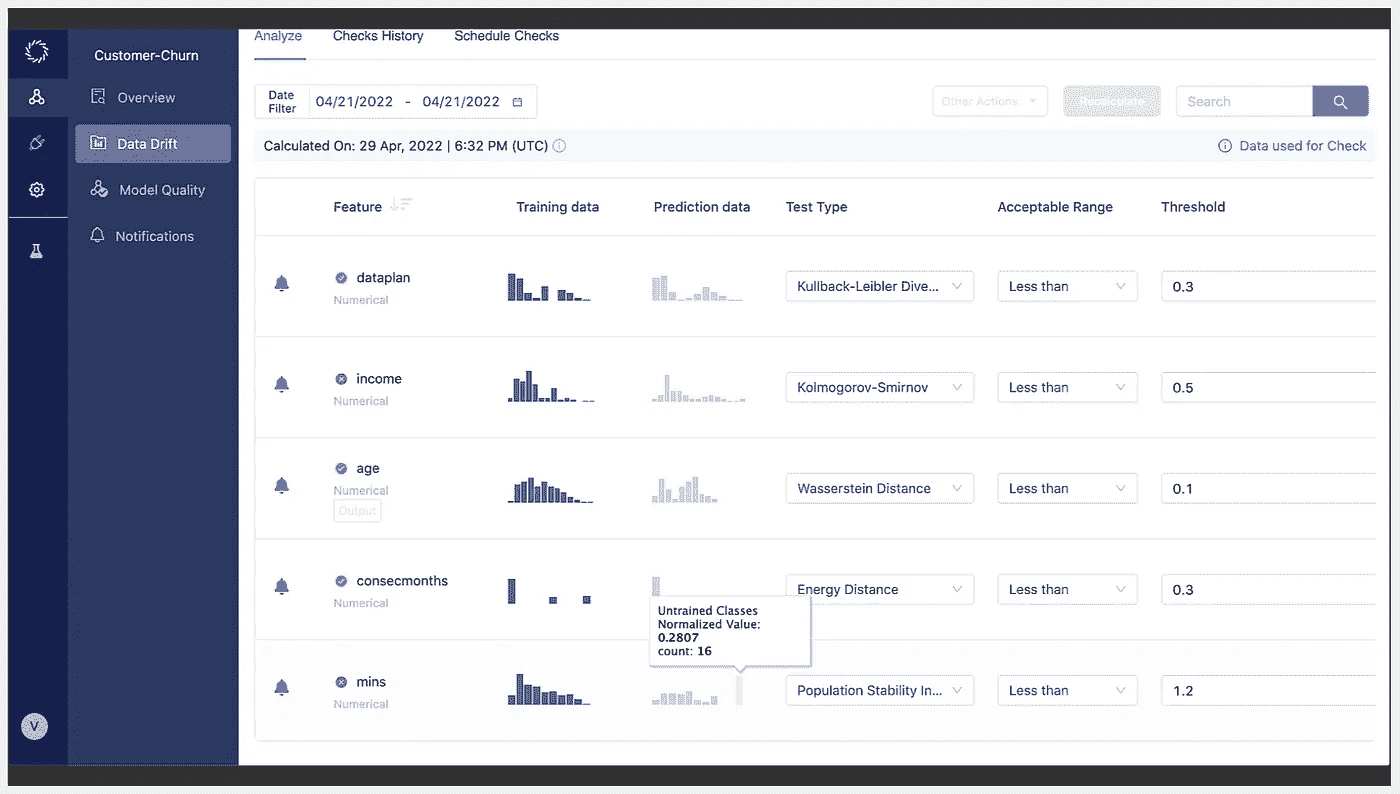 Customer-Churn
Overview
Data Drift
Model Quality
Notifications
V
Analyze Checks History Schedule Checks
Date Filter 04/21/2022 - 04/21/2022 Other Actions Recalculate Search
Calculated On: 29 Apr, 2022 | 6:32 PM (UTC) Data used for Check
Feature Training data Prediction data Test Type Acceptable Range Threshold
dataplan Kullback-Leibler Dive... Less than 0.3
Numerical
income Kolmogorov-Smirnov Less than 0.5
Numerical
age Wasserstein Distance Less than 0.1
Numerical
Output
consecmonths Energy Distance Less than 0.3
Numerical
Untrained Classes
Normalized Value:
0.2807
count: 16
mins Population Stability In... Less than 1.2
Numerical